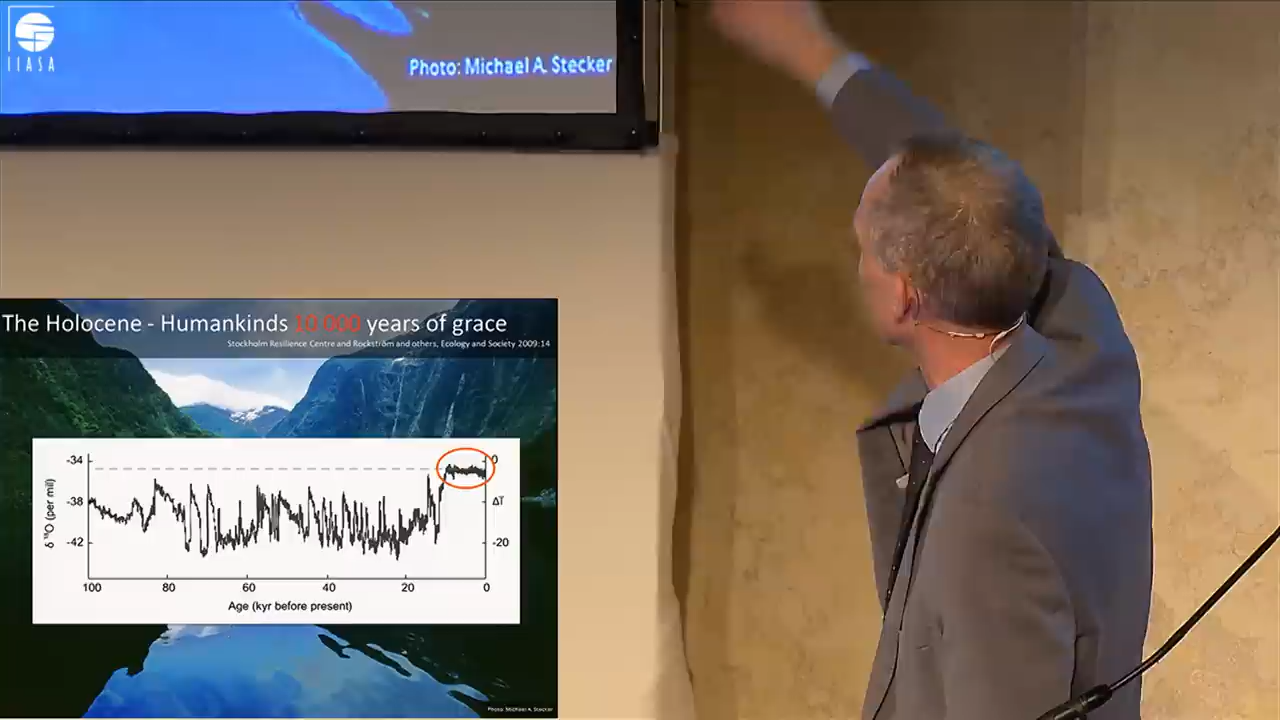 IIASA
Photo: Michael A. Stecker
The Holocene - Humankinds 10 000 years of grace
Stockholm Resilience Centre and Rockström and others, Ecology and Society 2009:14
-34
-38
-42
δ ¹⁸O (per mil)
0
ΔT
-20
100 80 60 40 20 0
Age (kyr before present)
Photo: Michael A. Stecker